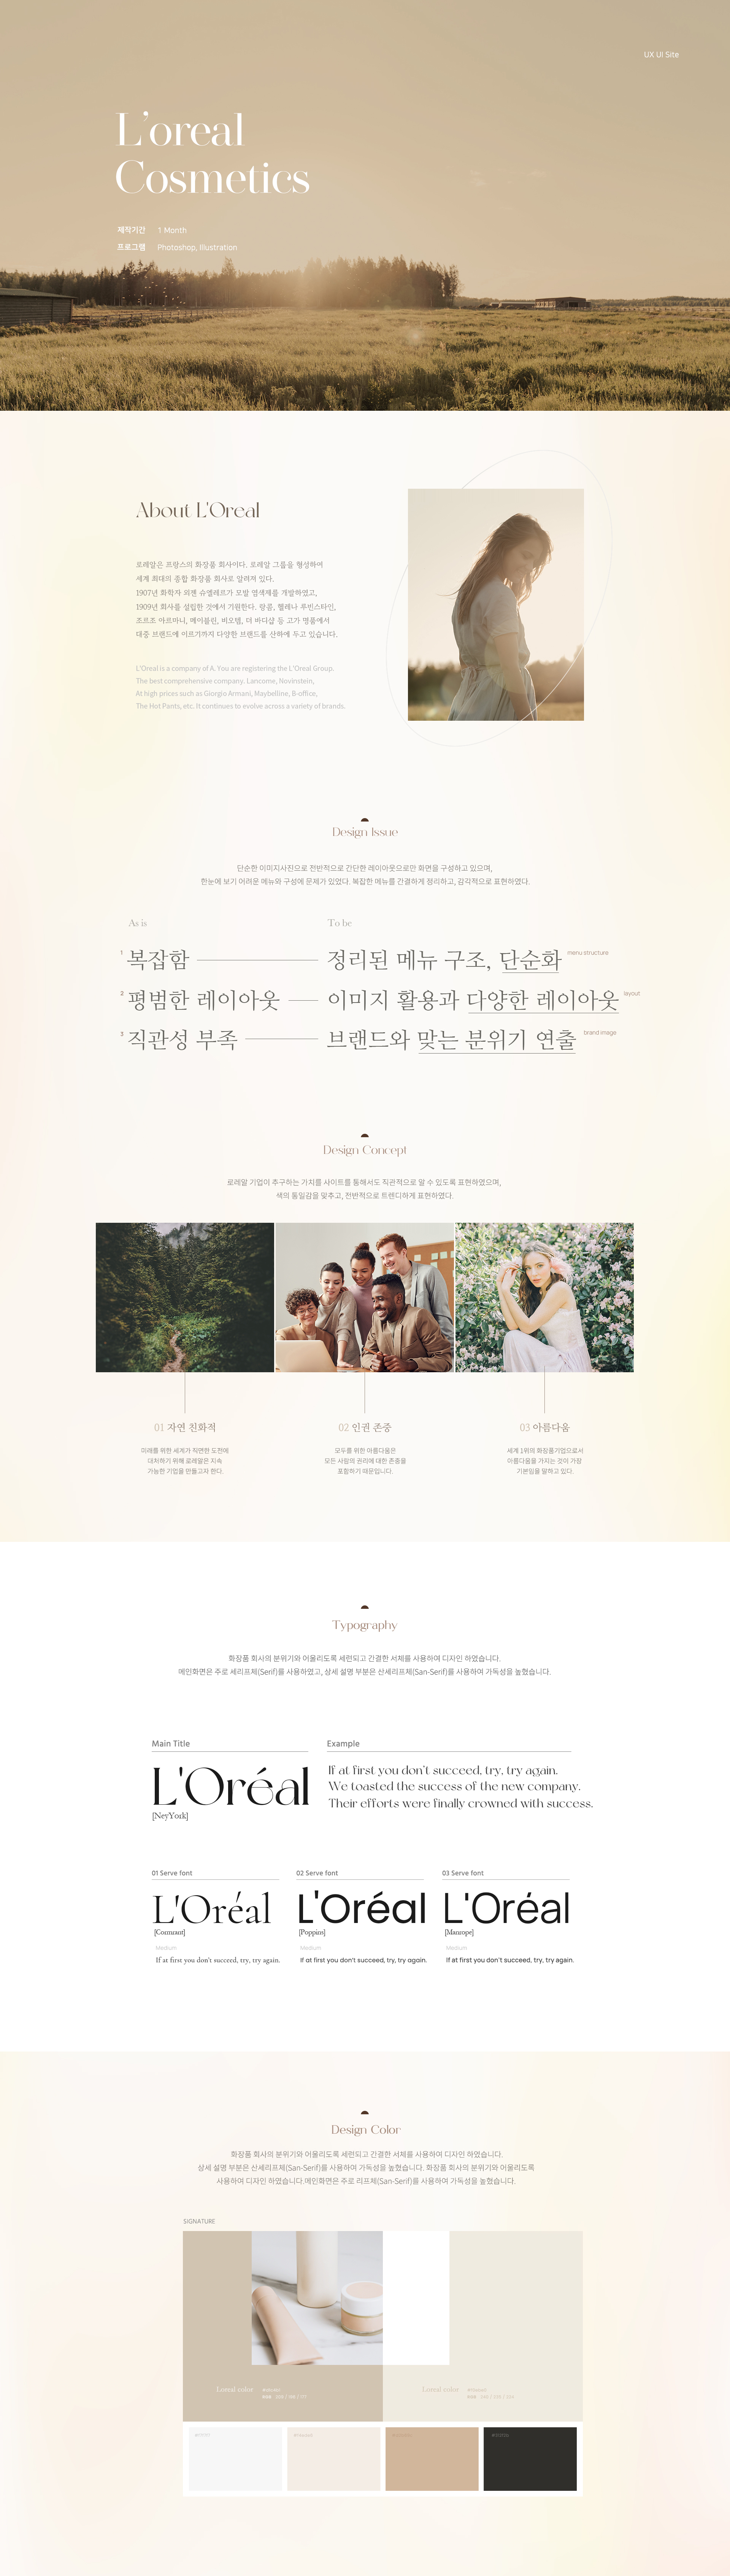 UX UI Site
L'oreal
Cosmetics
제작기간 1 Month
프로그램 Photoshop, Illustration
About L'Oreal
로레알은 프랑스의 화장품 회사이다. 로레알 그룹을 형성하여
세계 최대의 종합 화장품 회사로 알려져 있다.
1907년 화학자 외젠 슈엘레르가 모발 염색제를 개발하였고,
1909년 회사를 설립한 것에서 기원한다. 랑콤, 헬레나 루빈스타인,
조르조 아르마니, 메이블린, 비오템, 더 바디샵 등 고가 명품에서
대중 브랜드에 이르기까지 다양한 브랜드를 산하에 두고 있습니다.
L'Oreal is a company of A. You are registering the L'Oreal Group.
The best comprehensive company. Lancome, Novinstein,
At high prices such as Giorgio Armani, Maybelline, B-office,
The Hot Pants, etc. It continues to evolve across a variety of brands.
Design Issue
단순한 이미지사진으로 전반적으로 간단한 레이아웃으로만 화면을 구성하고 있으며,
한눈에 보기 어려운 메뉴와 구성에 문제가 있었다. 복잡한 메뉴를 간결하게 정리하고, 감각적으로 표현하였다.
As is To be
1 복잡함 정리된 메뉴 구조, 단순화 menu structure
2 평범한 레이아웃 이미지 활용과 다양한 레이아웃 layout
3 직관성 부족 브랜드와 맞는 분위기 연출 brand image
Design Concept
로레알 기업이 추구하는 가치를 사이트를 통해서도 직관적으로 알 수 있도록 표현하였으며,
색의 통일감을 맞추고, 전반적으로 트렌디하게 표현하였다.
01 자연 친화적
미래를 위한 세계가 직면한 도전에
대처하기 위해 로레알은 지속
가능한 기업을 만들고자 한다.
02 인권 존중
모두를 위한 아름다움은
모든 사람의 권리에 대한 존중을
포함하기 때문입니다.
03 아름다움
세계 1위의 화장품기업으로서
아름다움을 가지는 것이 가장
기본임을 말하고 있다.
Typography
화장품 회사의 분위기와 어울리도록 세련되고 간결한 서체를 사용하여 디자인 하였습니다.
메인화면은 주로 세리프체(Serif)를 사용하였고, 상세 설명 부분은 산세리프체(San-Serif)를 사용하여 가독성을 높혔습니다.
Main Title
L'Oréal
[NeyYork]
Example
If at first you don't succeed, try, try again.
We toasted the success of the new company.
Their efforts were finally crowned with success.
01 Serve font
L'Oréal
[Cormrant]
Medium
If at first you don't succeed, try, try again.
02 Serve font
L'Oréal
[Poppins]
Medium
If at first you don't succeed, try, try again.
03 Serve font
L'Oréal
[Manrope]
Medium
If at first you don't succeed, try, try again.
Design Color
화장품 회사의 분위기와 어울리도록 세련되고 간결한 서체를 사용하여 디자인 하였습니다.
상세 설명 부분은 산세리프체(San-Serif)를 사용하여 가독성을 높혔습니다. 화장품 회사의 분위기와 어울리도록
사용하여 디자인 하였습니다.메인화면은 주로 리프체(San-Serif)를 사용하여 가독성을 높혔습니다.
SIGNATURE
Loreal color
Loreal color